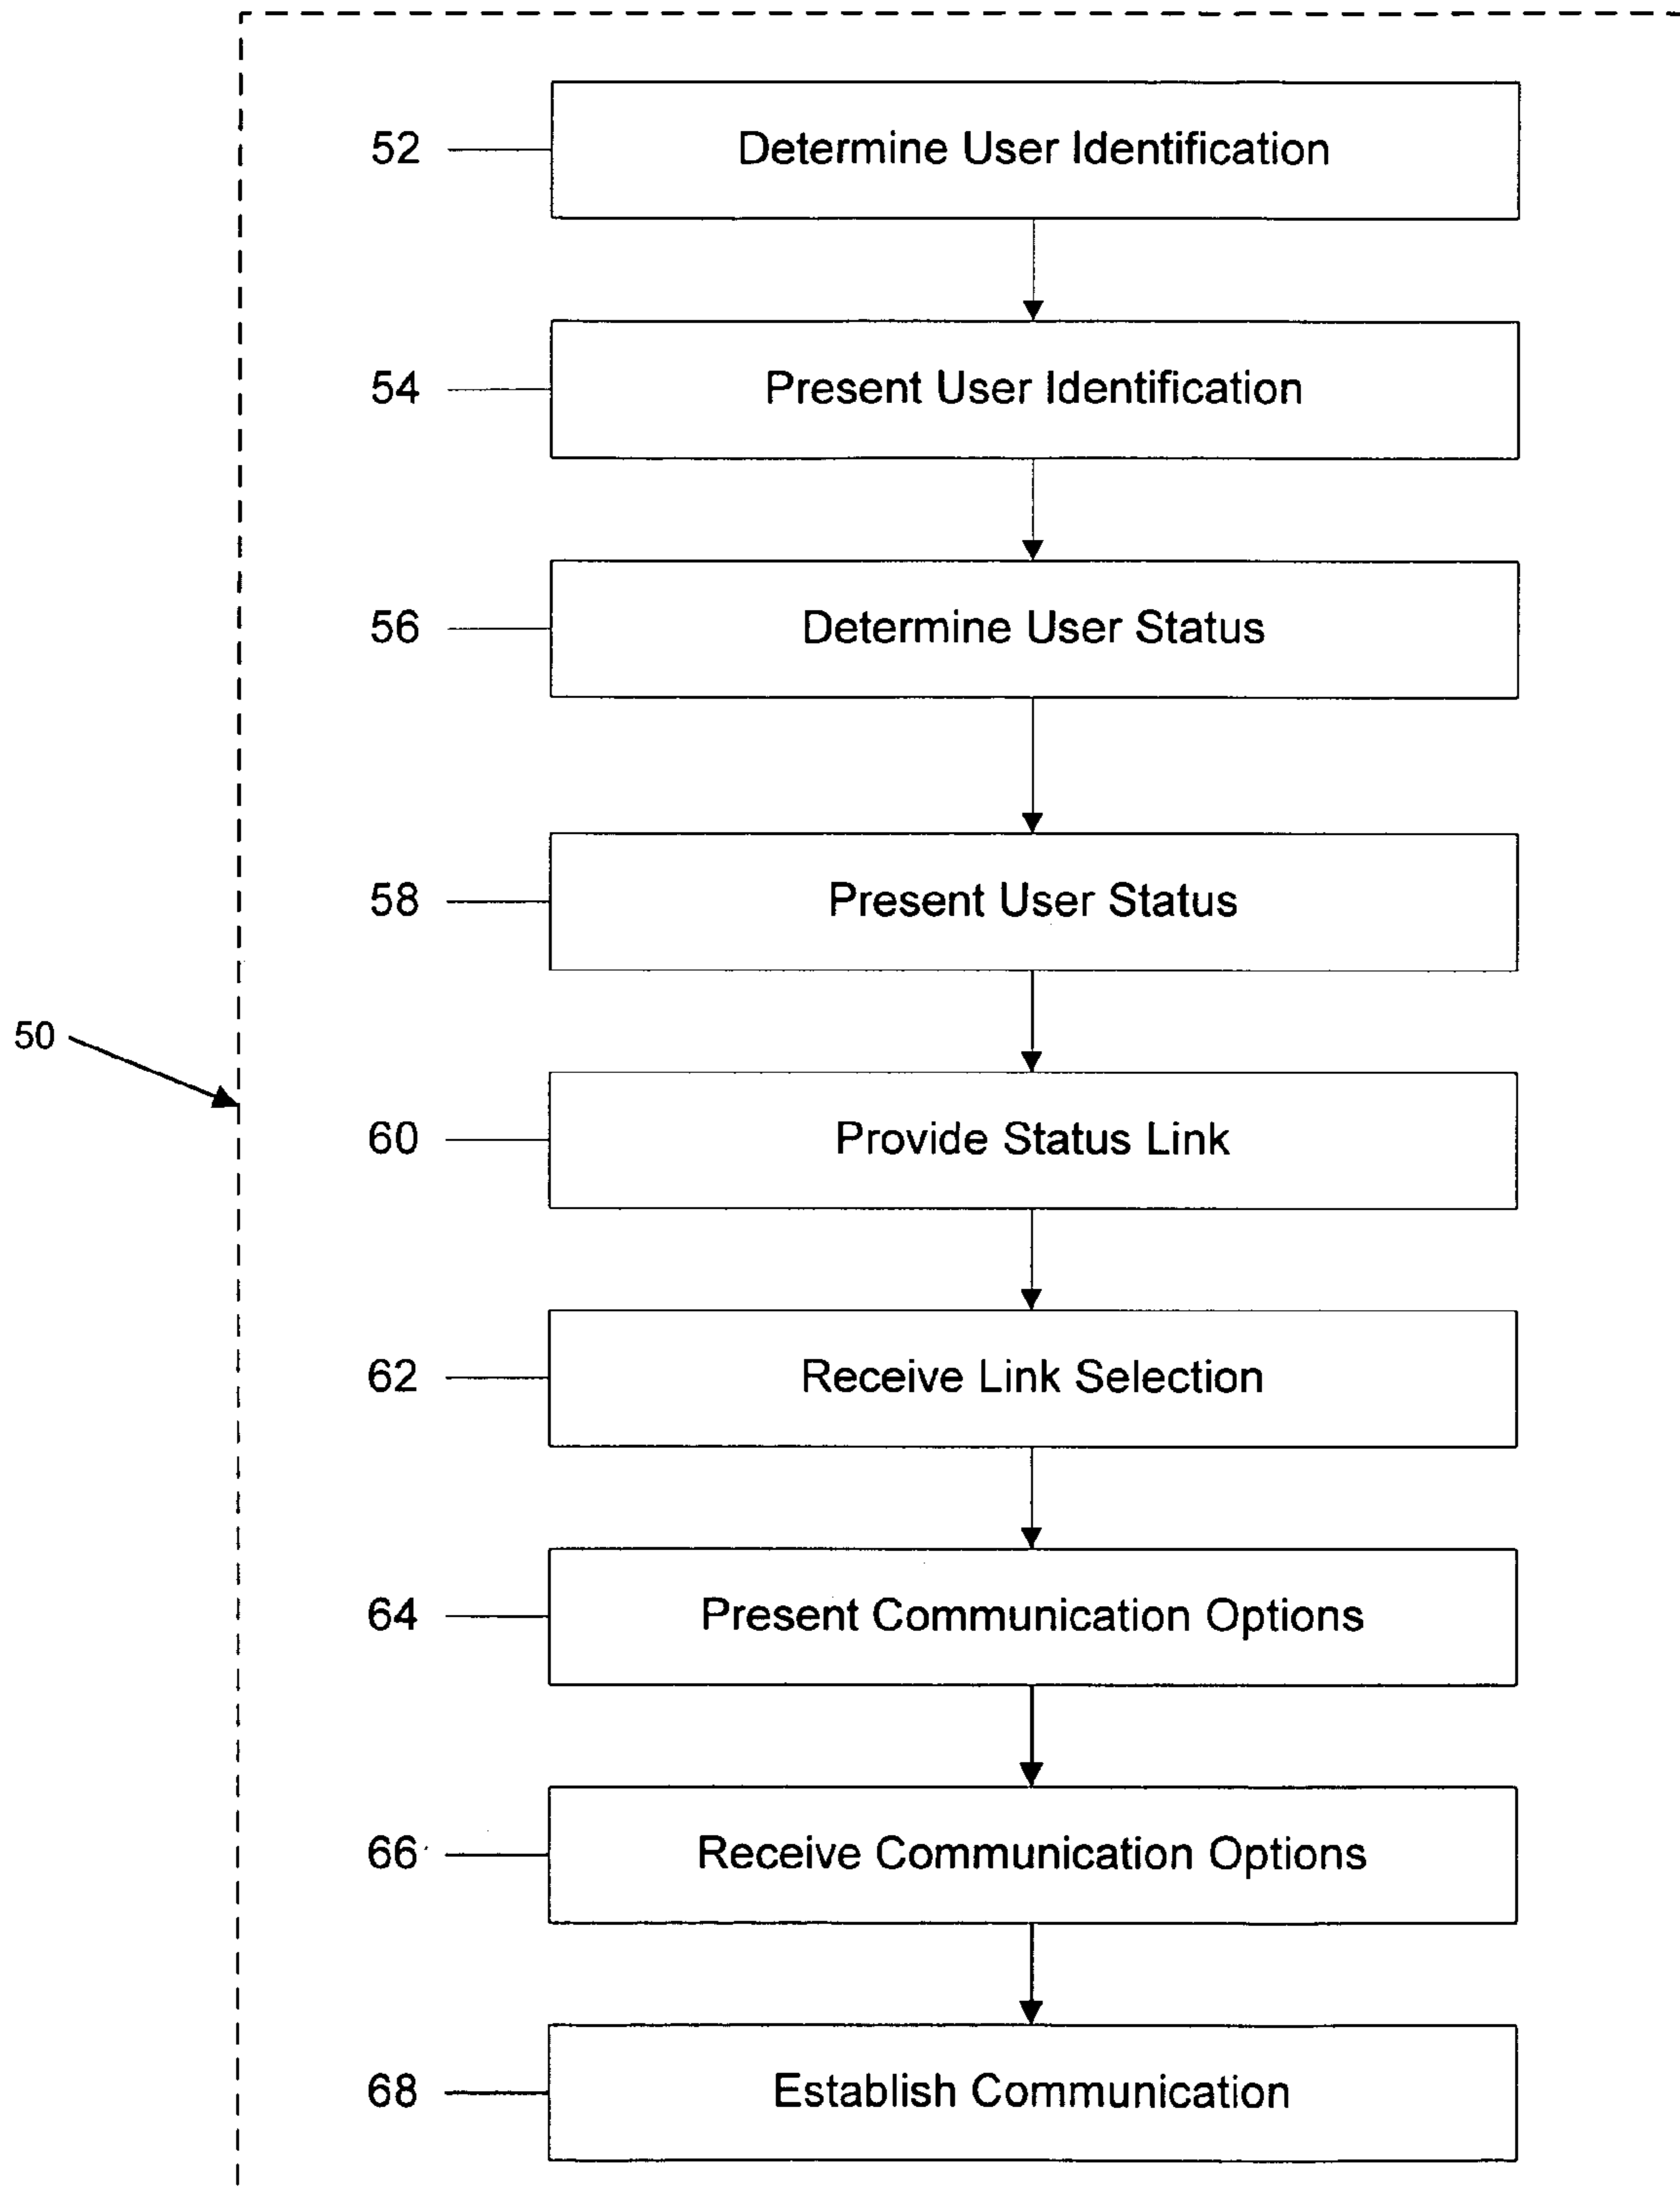 52 Determine User Identification
54 Present User Identification
56 Determine User Status
58 Present User Status
50
60 Provide Status Link
62 Receive Link Selection
64 Present Communication Options
66 Receive Communication Options
68 Establish Communication